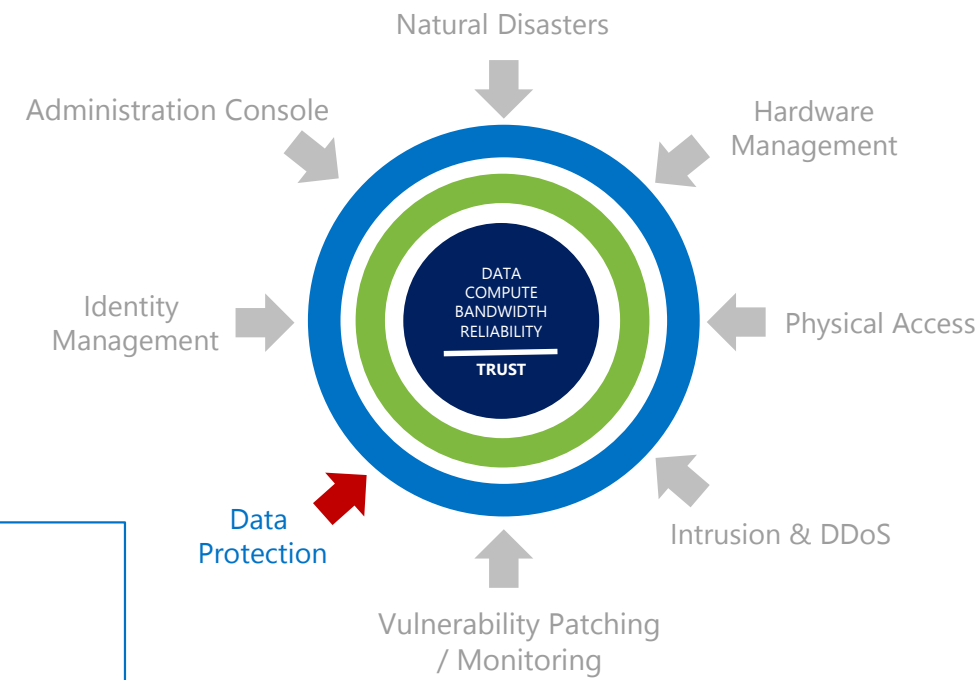 Natural Disasters
Administration Console
Hardware
Management
Identity
Management
DATA
COMPUTE
BANDWIDTH
RELIABILITY
TRUST
Physical Access
Data
Protection
Intrusion & DDoS
Vulnerability Patching
/ Monitoring